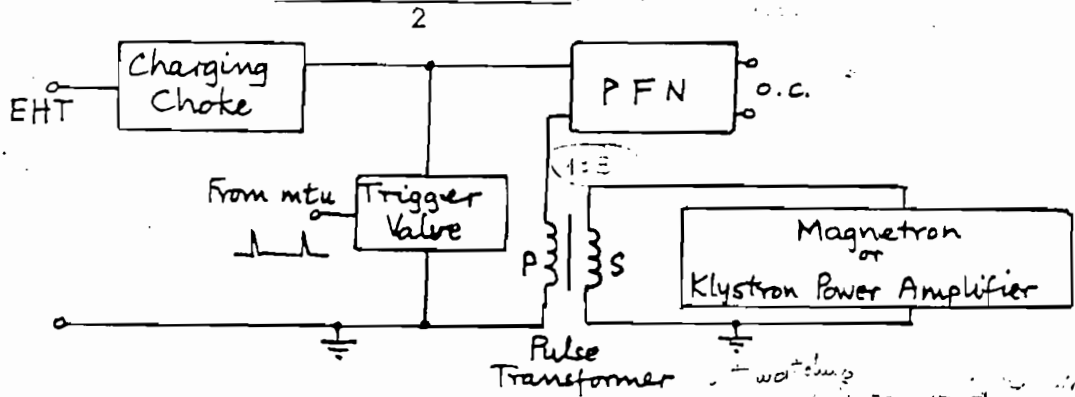 2
Charging
Choke
EHT
PFN
o.c.
From mtu
Trigger
Valve
P
S
Magnetron
or
Klystron Power Amplifier
Pulse
Transformer